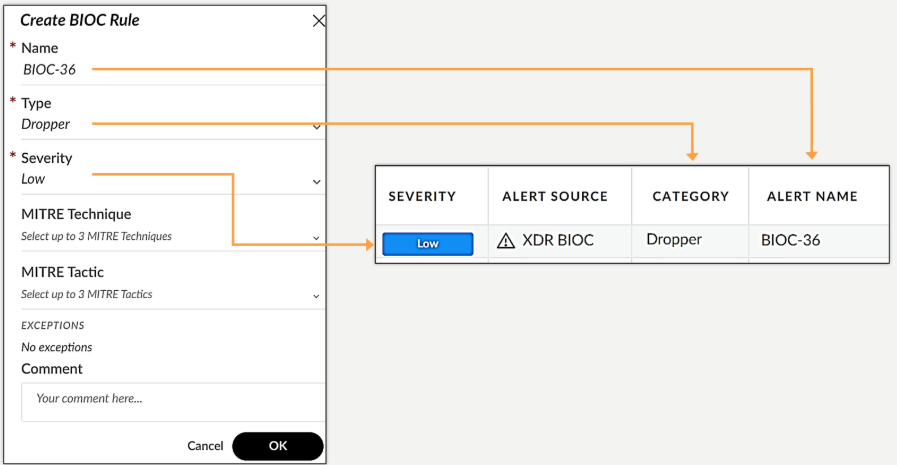 Create BIOC Rule
* Name
BIOC-36
* Type
Dropper
* Severity
Low
MITRE Technique
Select up to 3 MITRE Techniques
MITRE Tactic
Select up to 3 MITRE Tactics
EXCEPTIONS
No exceptions
Comment
Your comment here...
Cancel OK
SEVERITY ALERT SOURCE CATEGORY ALERT NAME
Low XDR BIOC Dropper BIOC-36